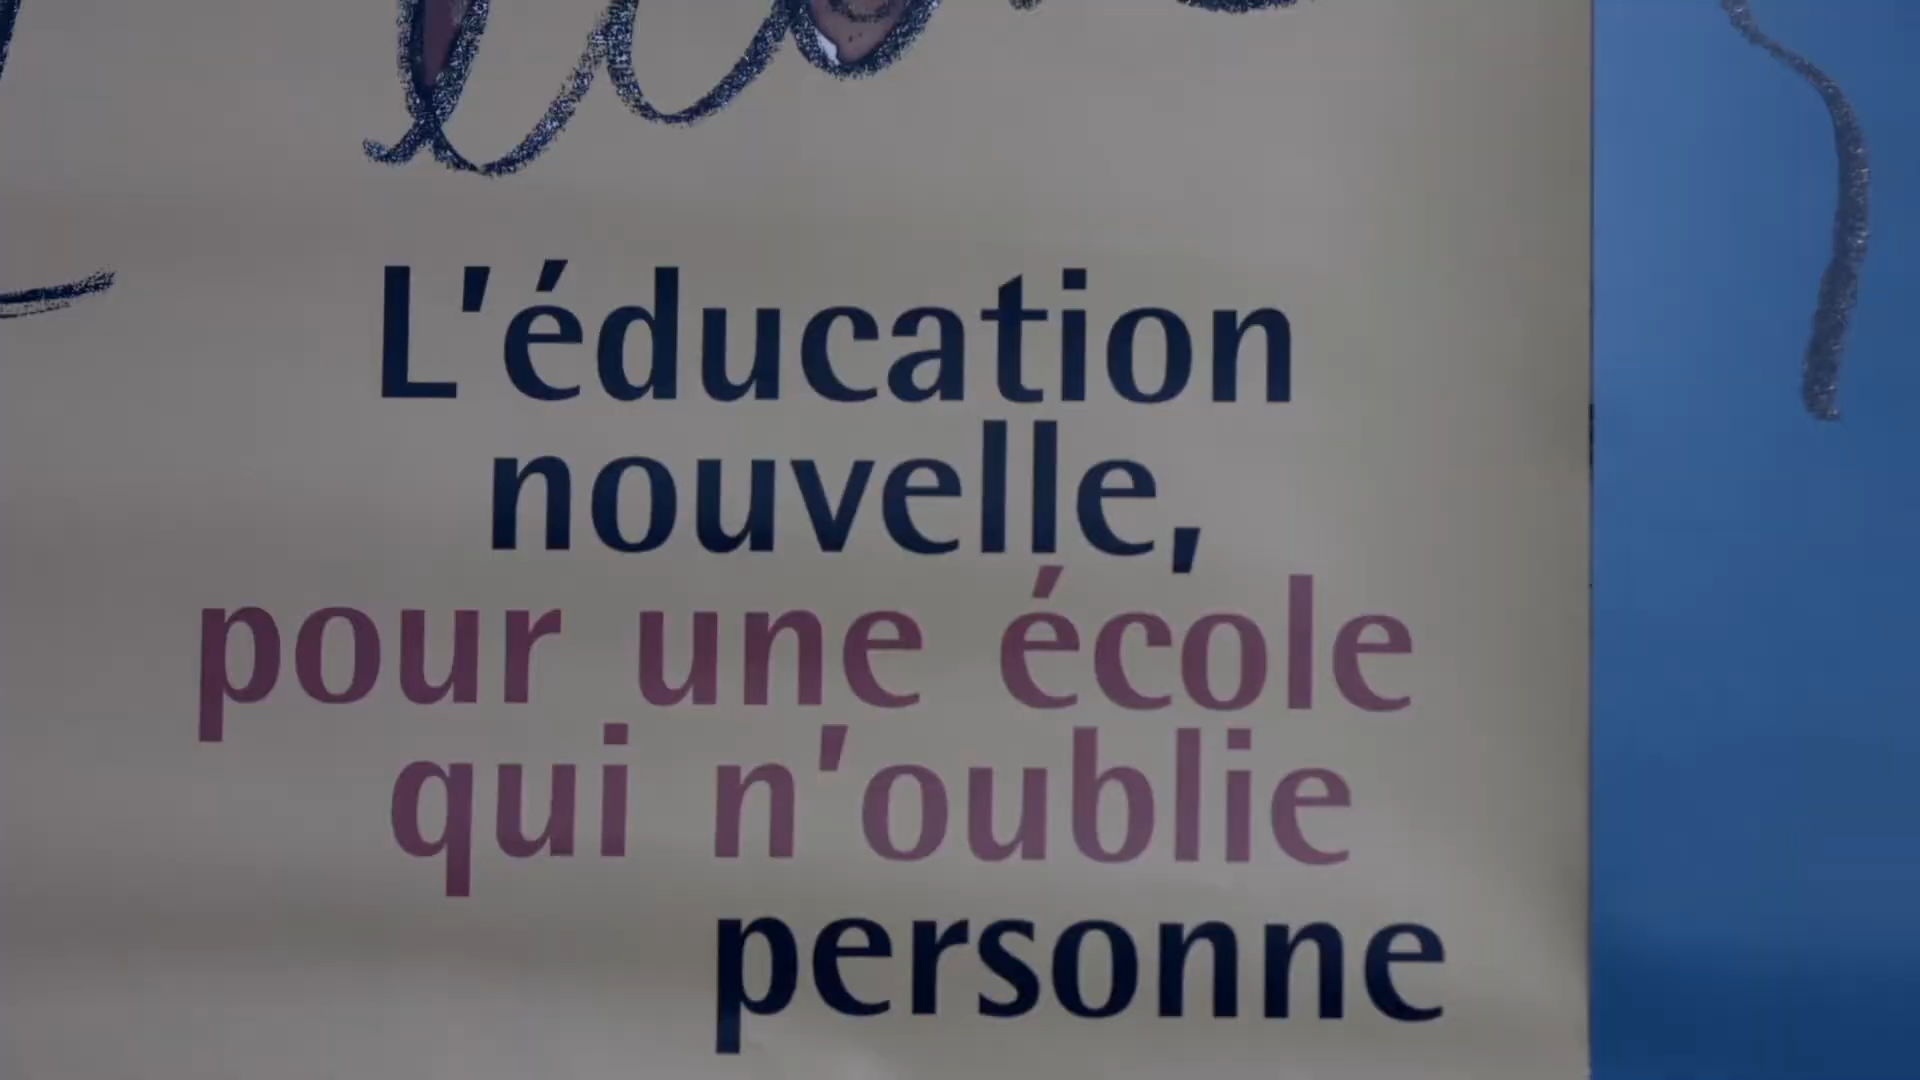 L'éducation
nouvelle,
pour une école
qui n'oublie
personne